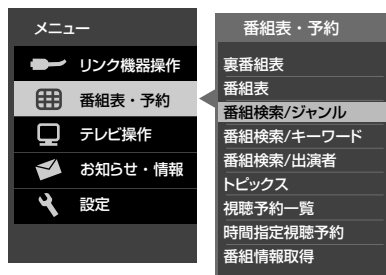 メニュー
リンク機器操作
番組表・予約
テレビ操作
お知らせ・情報
設定
番組表・予約
裏番組表
番組表
番組検索/ジャンル
番組検索/キーワード
番組検索/出演者
トピックス
視聴予約一覧
時間指定視聴予約
番組情報取得